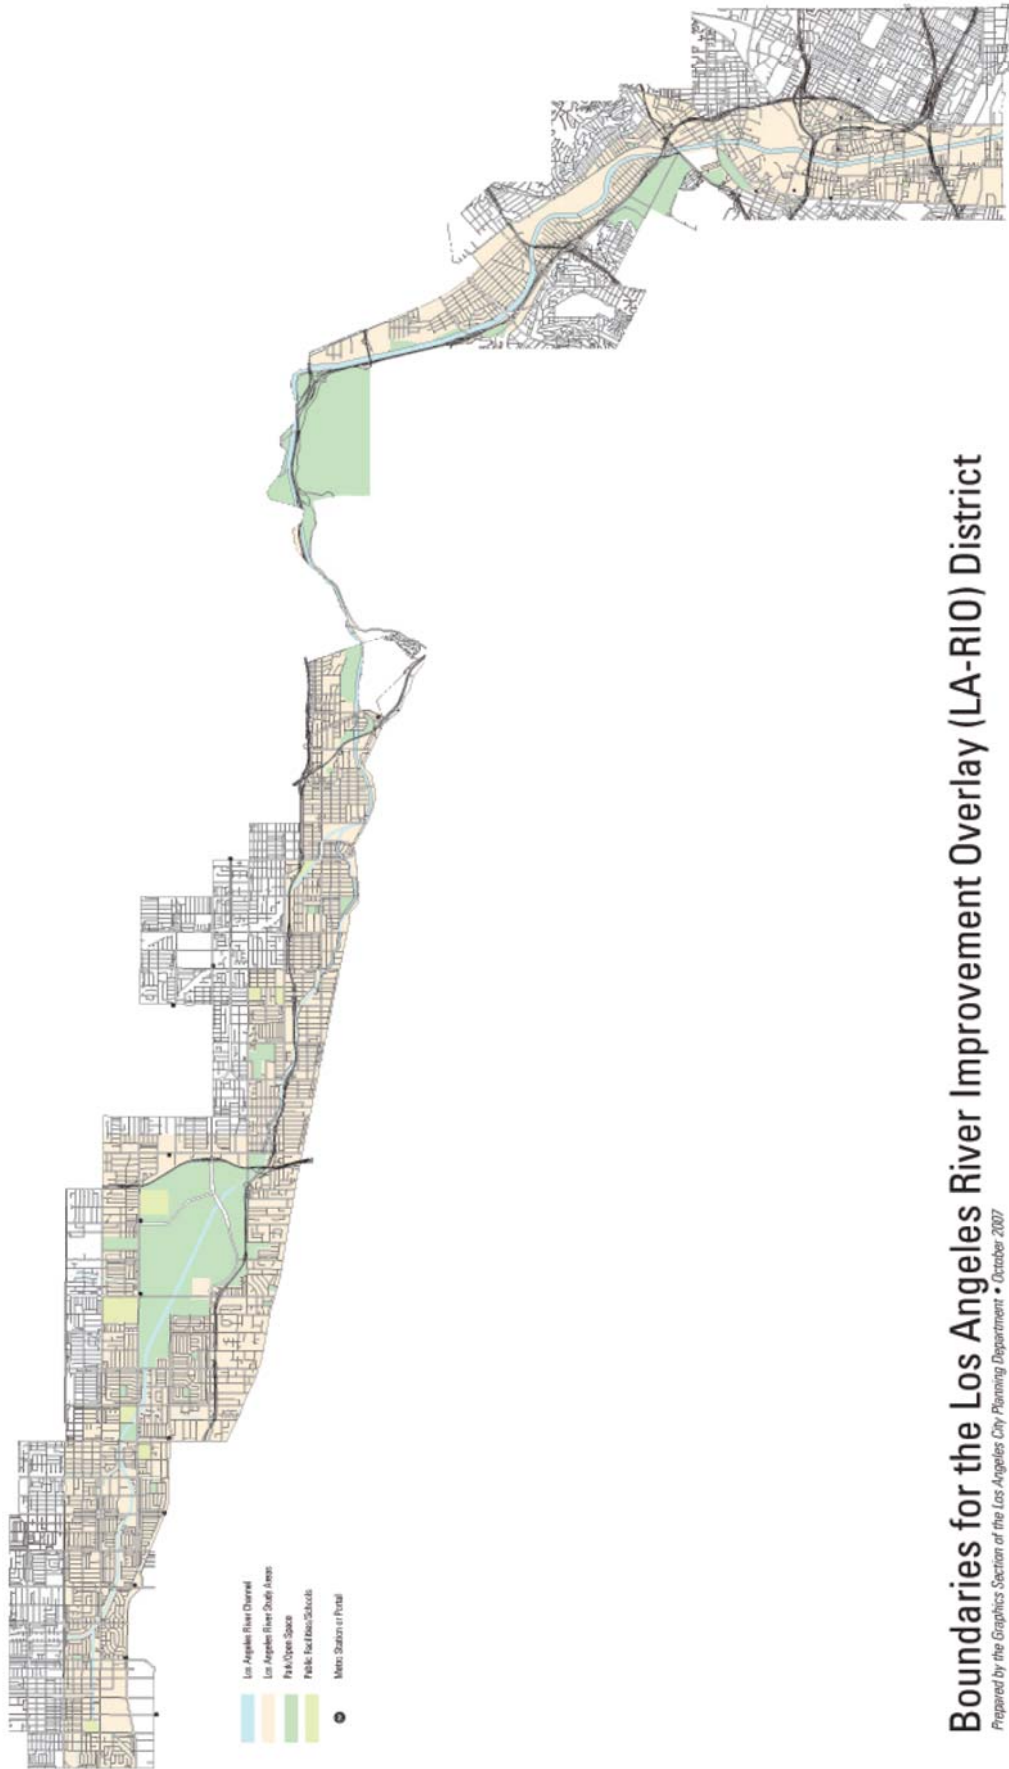 Los Angeles River Channel
Los Angeles River Study Areas
Park/Open Space
Public Facilities/Schools
Metro Station or Portal
Boundaries for the Los Angeles River Improvement Overlay (LA-RIO) District
Prepared by the Graphics Section of the Los Angeles City Planning Department • October 2007